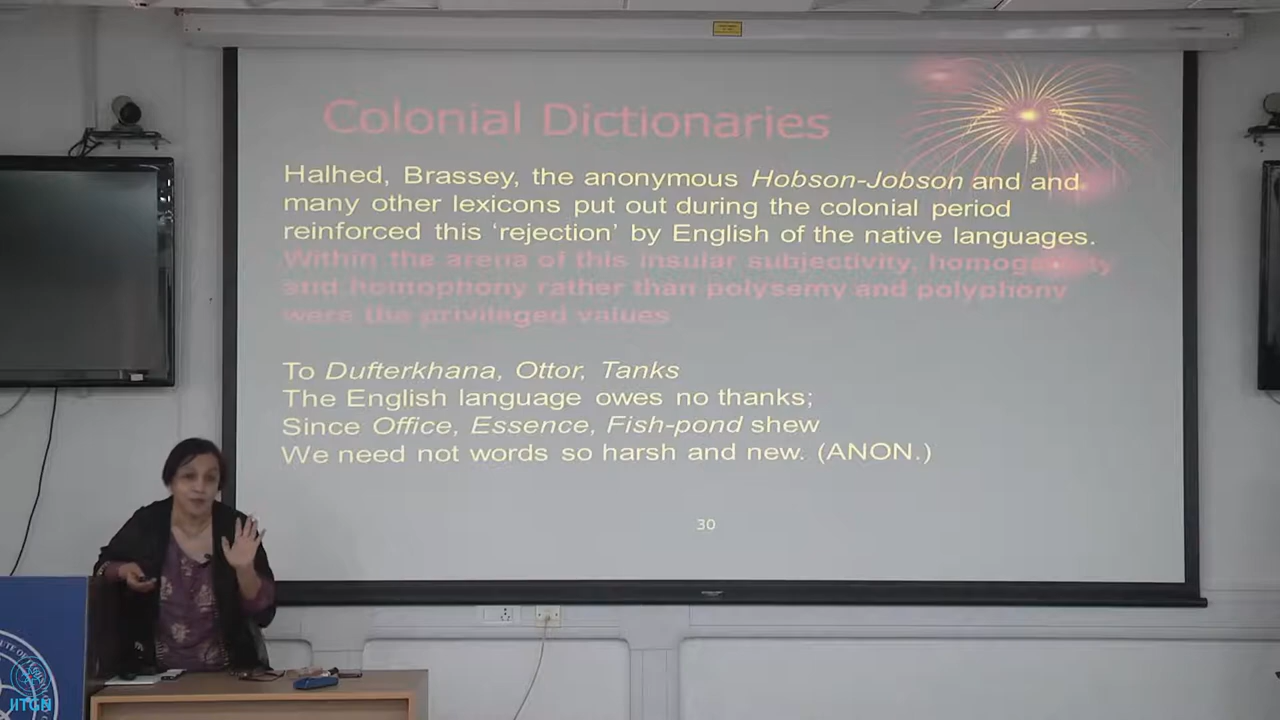 Colonial Dictionaries
Halhed, Brassey, the anonymous Hobson-Jobson and and
many other lexicons put out during the colonial period
reinforced this ‘rejection’ by English of the native languages.
Within the arena of this insular subjectivity, homogeneity
and homophony rather than polysemy and polyphony
were the privileged values
To Dufterkhana, Ottor, Tanks
The English language owes no thanks;
Since Office, Essence, Fish-pond shew
We need not words so harsh and new. (ANON.)
30
IITGN